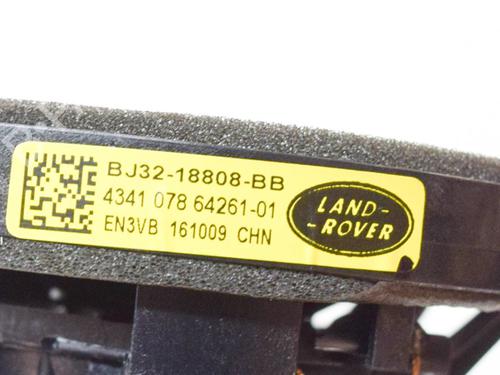 BJ32-18808-BB
4341 078 64261-01
EN3VB 161009 CHN
LAND-
-ROVER